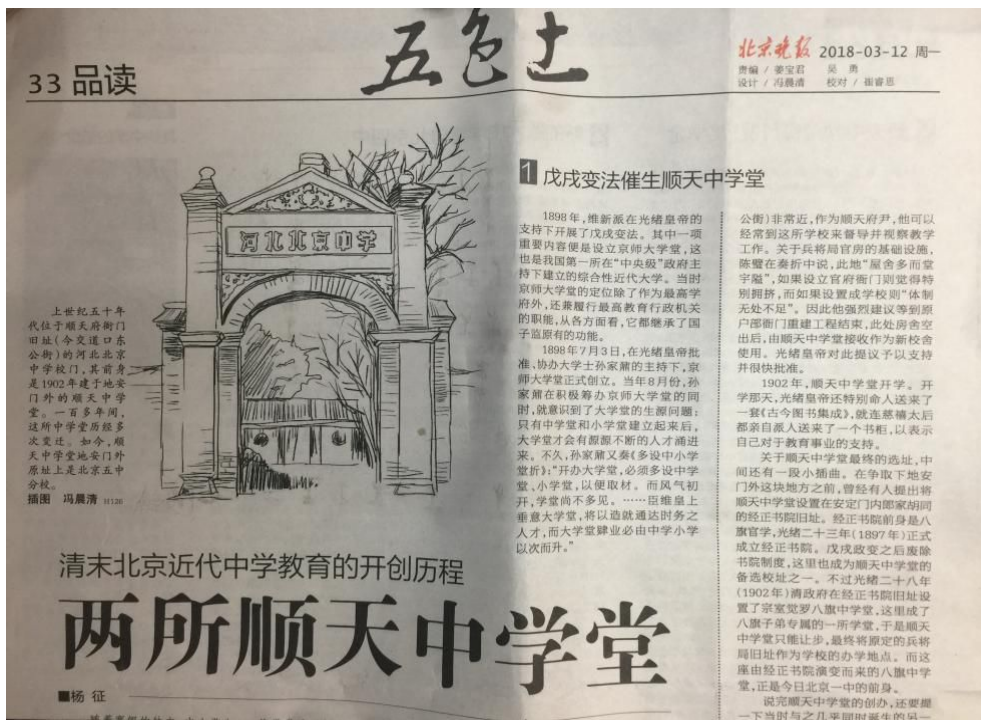 33 品读
五色土
北京晚报 2018-03-12 周一
责编 / 姜宝君 吴勇
设计 / 冯晨清 校对 / 崔睿思
河北北京中学
上世纪五十年
代位于顺天府衙门
旧址(今交道口东
公街)的河北北京
中学校门,其前身
是1902年建于地安
门外的顺天中学
堂。一百多年间,
这所中学堂历经多
次变迁。如今,顺
天中学堂地安门外
原址上是北京五中
分校。
插图 冯晨清 H126
清末北京近代中学教育的开创历程
两所顺天中学堂
■杨 征
1 戊戌变法催生顺天中学堂
1898年,维新派在光绪皇帝的
支持下开展了戊戌变法。其中一项
重要内容便是设立京师大学堂,这
也是我国第一所在“中央级”政府主
持下建立的综合性近代大学。当时
京师大学堂的定位除了作为最高学
府外,还兼履行最高教育行政机关
的职能,从各方面看,它都继承了国
子监原有的功能。
1898年7月3日,在光绪皇帝批
准、协办大学士孙家鼐的主持下,京
师大学堂正式创立。当年8月份,孙
家鼐在积极筹办京师大学堂的同
时,就意识到了大学堂的生源问题:
只有中学堂和小学堂建立起来后,
大学堂才会有源源不断的人才涌进
来。不久,孙家鼐又奏《多设中小学
堂折》:“开办大学堂,必须多设中学
堂、小学堂,以便取材。而风气初
开,学堂尚不多见。……臣维皇上
垂意大学堂,将以造就通达时务之
人才,而大学堂肄业必由中学小学
以次而升。”
公街)非常近,作为顺天府尹,他可以
经常到这所学校来督导并视察教学
工作。关于兵将局官房的基础设施,
陈璧在奏折中说,此地“屋舍多而堂
宇隘”,如果设立官府衙门则觉得特
别拥挤,而如果设置成学校则“体制
无处不足”。因此他强烈建议等到原
户部衙门重建工程结束,此处房舍空
出后,由顺天中学堂接收作为新校舍
使用。光绪皇帝对此提议予以支持
并很快批准。
1902年,顺天中学堂开学。开
学那天,光绪皇帝还特别命人送来了
一套《古今图书集成》,就连慈禧太后
都亲自派人送来了一个书柜,以表示
自己对于教育事业的支持。
关于顺天中学堂最终的选址,中
间还有一段小插曲。在争取下地安
门外这块地方之前,曾经有人提出将
顺天中学堂设置在安定门内郎家胡同
的经正书院旧址。经正书院前身是八
旗官学,光绪二十三年(1897年)正式
成立经正书院。戊戌政变之后废除
书院制度,这里也成为顺天中学堂的
备选校址之一。不过光绪二十八年
(1902年)清政府在经正书院旧址设
置了宗室觉罗八旗中学堂,这里成了
八旗子弟专属的一所学堂,于是顺天
中学堂只能让步,最终将原定的兵将
局旧址作为学校的办学地点。而这
座由经正书院演变而来的八旗中学
堂,正是今日北京一中的前身。
说完顺天中学堂的创办,还要提
一下当时与之几乎同时诞生的另一